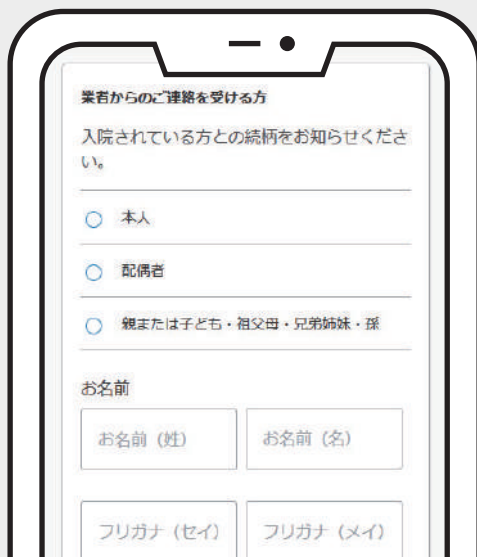 業者からのご連絡を受ける方
入院されている方との続柄をお知らせくださ
い。
本人
配偶者
親または子ども・祖父母・兄弟姉妹・孫
お名前
お名前（姓）
お名前（名）
フリガナ（セイ）
フリガナ（メイ）